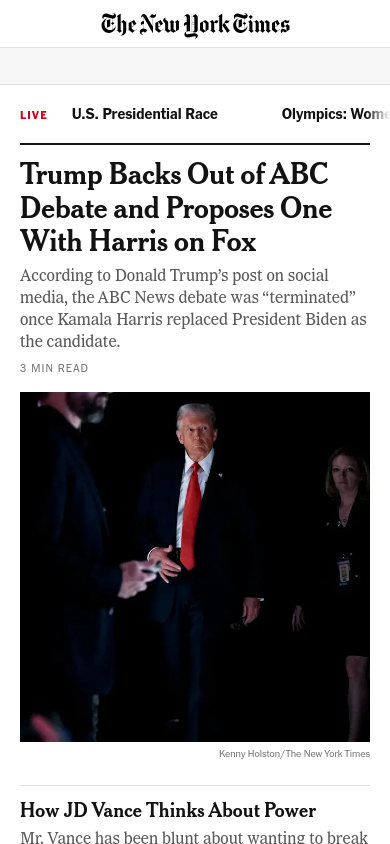 The New York Times
LIVE
U.S. Presidential Race
Olympics: Wome
Trump Backs Out of ABC
Debate and Proposes One
With Harris on Fox
According to Donald Trump’s post on social
media, the ABC News debate was “terminated”
once Kamala Harris replaced President Biden as
the candidate.
3 MIN READ
Kenny Holston/The New York Times
How JD Vance Thinks About Power
Mr. Vance has been blunt about wanting to break